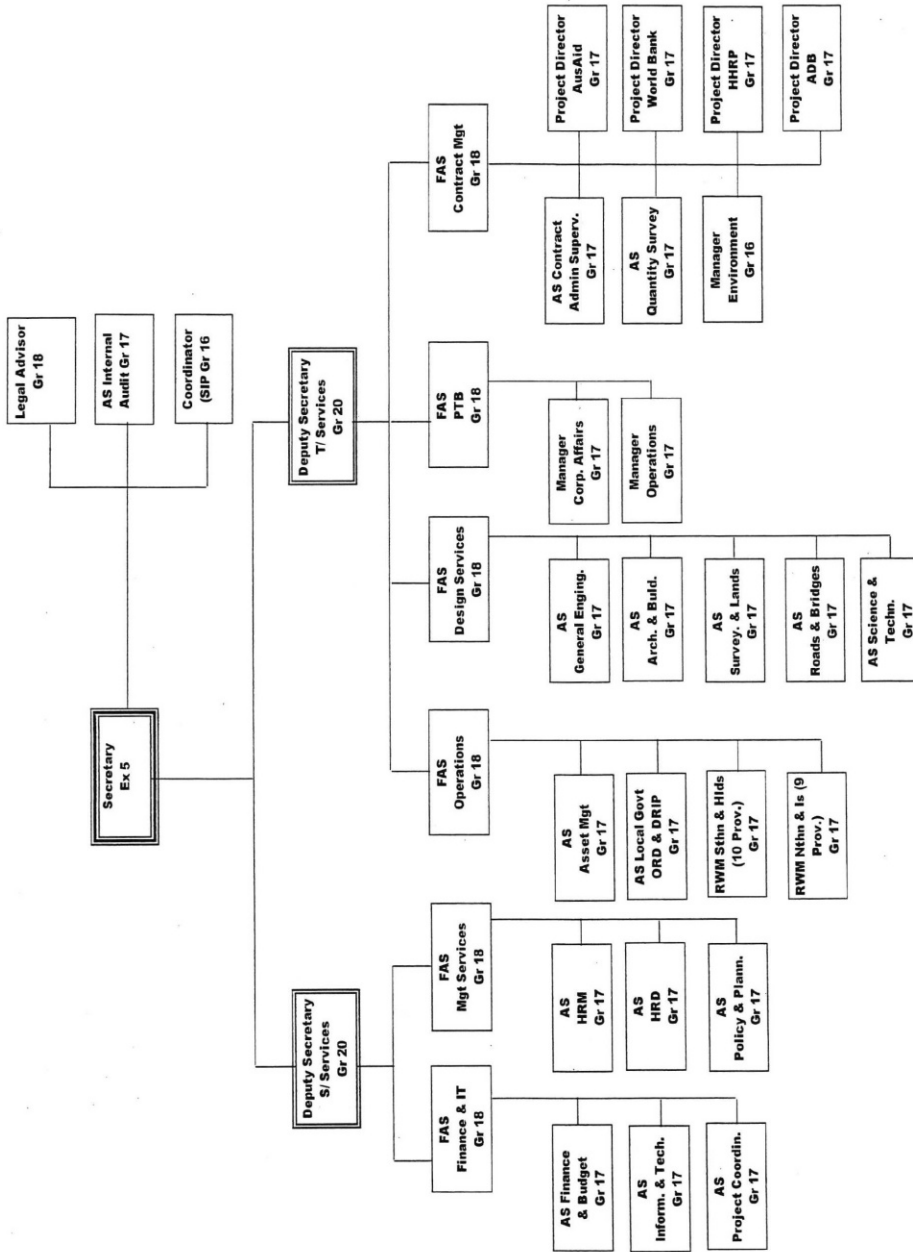 Legal Advisor
Gr 18
AS Internal
Audit Gr 17
Coordinator
(SIP Gr 16
Secretary
Ex 5
Deputy Secretary
S/ Services
Gr 20
Deputy Secretary
T/ Services
Gr 20
FAS
Finance & IT
Gr 18
FAS
Mgt Services
Gr 18
FAS
Operations
Gr 18
FAS
Design Services
Gr 18
FAS
PTB
Gr 18
FAS
Contract Mgt
Gr 18
AS Finance
& Budget
Gr 17
AS
Inform. & Tech.
Gr 17
AS
Project Coordin.
Gr 17
AS
HRM
Gr 17
AS
HRD
Gr 17
AS
Policy & Plann.
Gr 17
AS
Asset Mgt
Gr 17
AS Local Govt
ORD & DRIP
Gr 17
RWM Sthn & Hlds
(10 Prov.)
Gr 17
RWM Nthn & Is (9
Prov.)
Gr 17
AS
General Enging.
Gr 17
AS
Arch. & Buld.
Gr 17
AS
Survey. & Lands
Gr 17
AS
Roads & Bridges
Gr 17
AS Science &
Techn.
Gr 17
Manager
Corp. Affairs
Gr 17
Manager
Operations
Gr 17
AS Contract
Admin Superv.
Gr 17
AS
Quantity Survey
Gr 17
Manager
Environment
Gr 16
Project Director
AusAid
Gr 17
Project Director
World Bank
Gr 17
Project Director
HHRP
Gr 17
Project Director
ADB
Gr 17